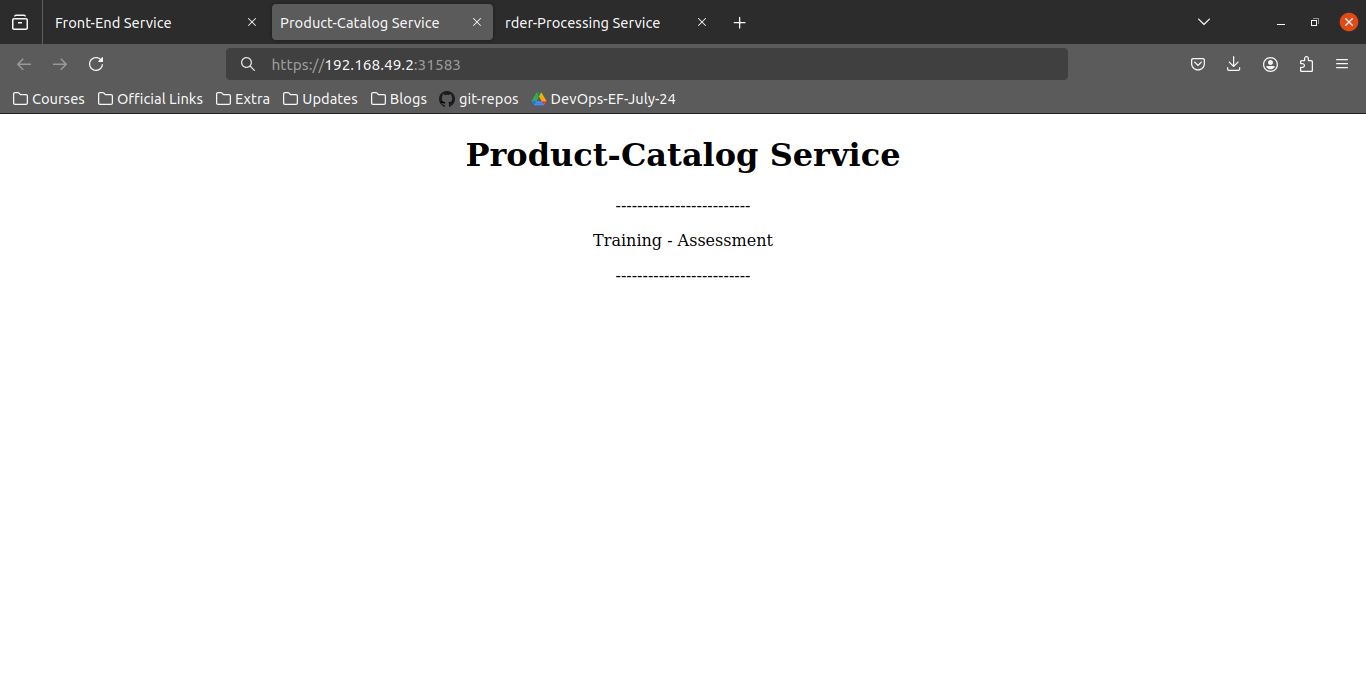 Front-End Service
Product-Catalog Service
rder-Processing Service
https://192.168.49.2:31583
Courses Official Links Extra Updates Blogs git-repos DevOps-EF-July-24
Product-Catalog Service
-------------------------
Training - Assessment
-------------------------